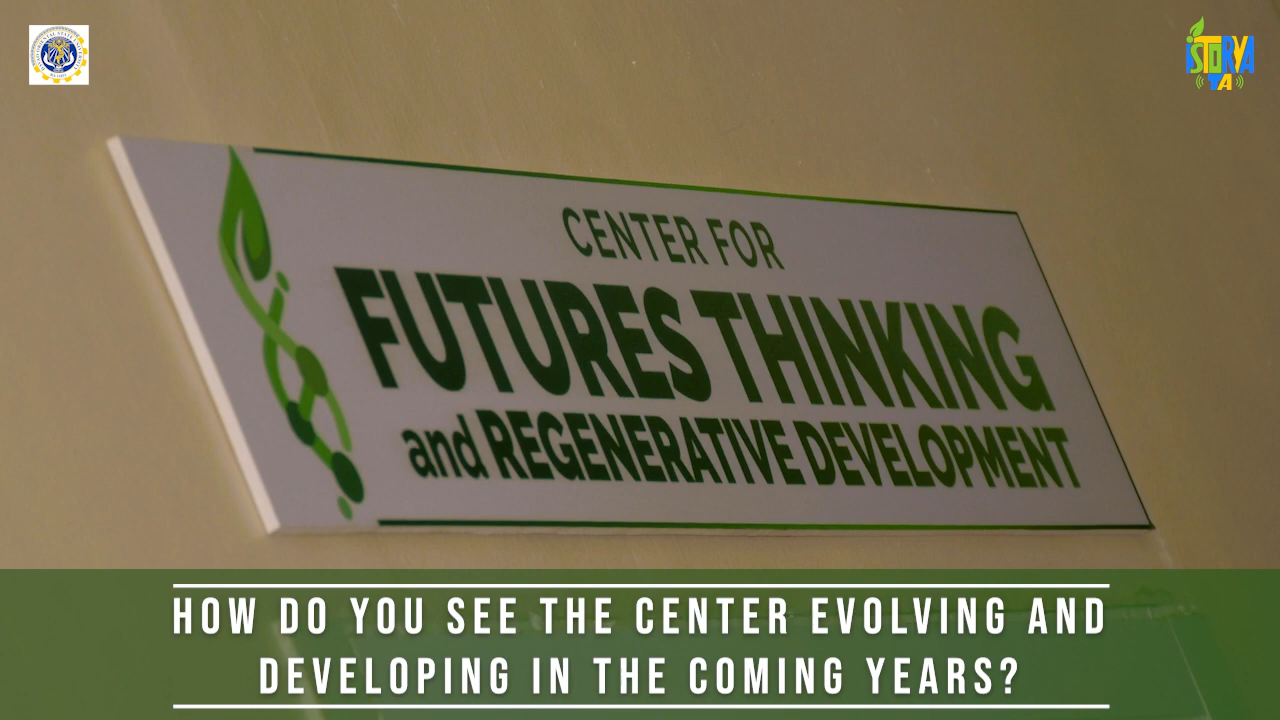 iSTORYA
TA
CENTER FOR
FUTURES THINKING
and REGENERATIVE DEVELOPMENT
HOW DO YOU SEE THE CENTER EVOLVING AND
DEVELOPING IN THE COMING YEARS?